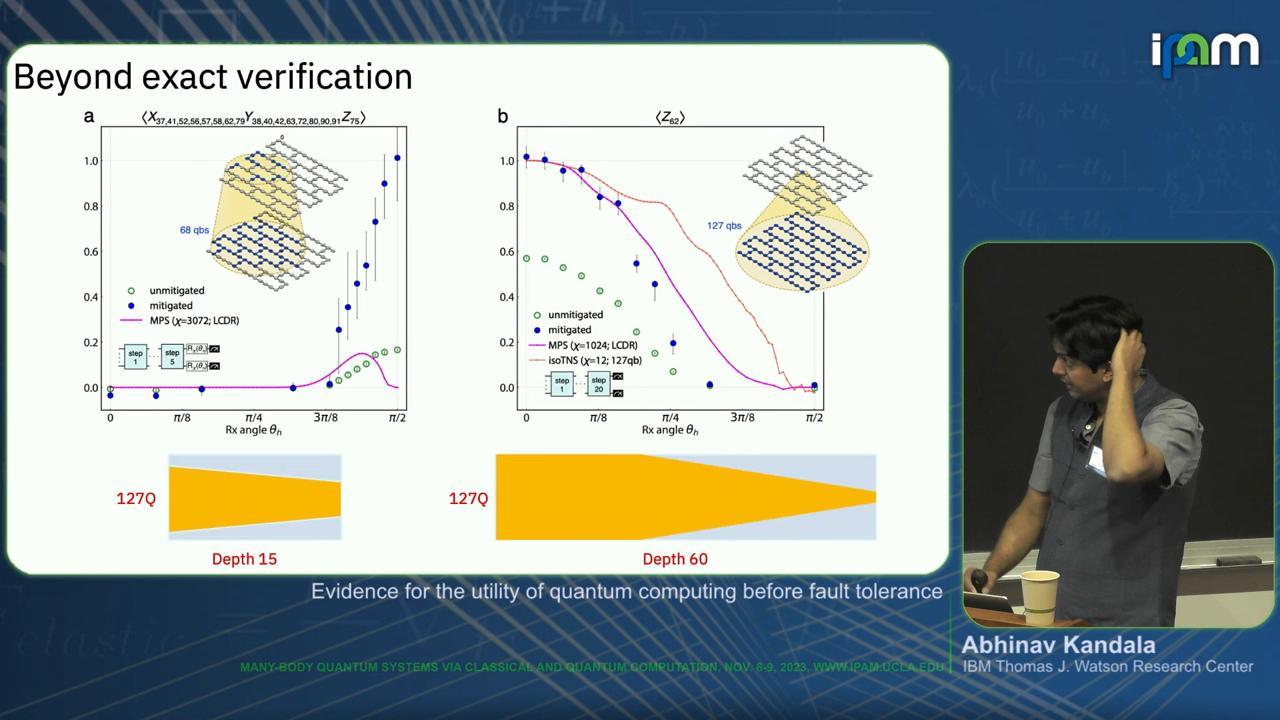 ipam
Beyond exact verification
a
⟨X37,41,52,56,57,58,62,79Y38,40,42,63,72,80,90,91Z75⟩
1.0
0.8
0.6
0.4
0.2
0.0
68 qbs
unmitigated
mitigated
MPS (χ=3072; LCDR)
step 1
step 5
0
π/8
π/4
3π/8
π/2
Rx angle θh
b
⟨Z62⟩
1.0
0.8
0.6
0.4
0.2
0.0
127 qbs
unmitigated
mitigated
MPS (χ=1024; LCDR)
isoTNS (χ=12; 127qb)
step 1
step 20
0
π/8
π/4
3π/8
π/2
Rx angle θh
127Q
Depth 15
127Q
Depth 60
Evidence for the utility of quantum computing before fault tolerance
Abhinav Kandala
IBM Thomas J. Watson Research Center
MANY-BODY QUANTUM SYSTEMS VIA CLASSICAL AND QUANTUM COMPUTATION, NOV. 6-9, 2023, WWW.IPAM.UCLA.EDU